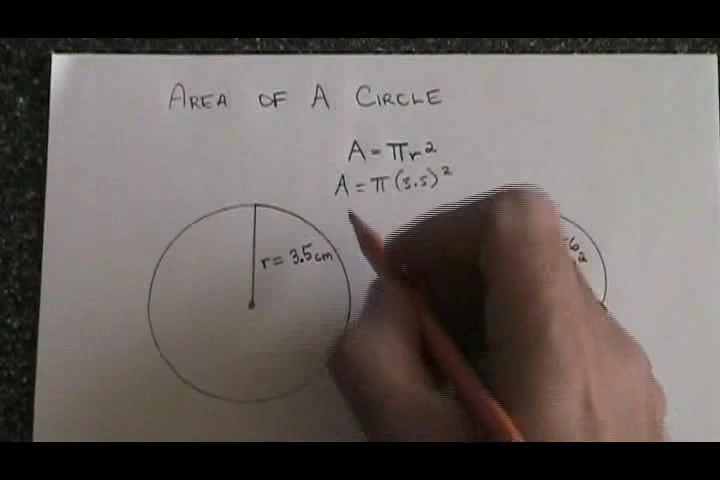 AREA OF A CIRCLE
A = πr²
A = π(3.5)²
r = 3.5cm